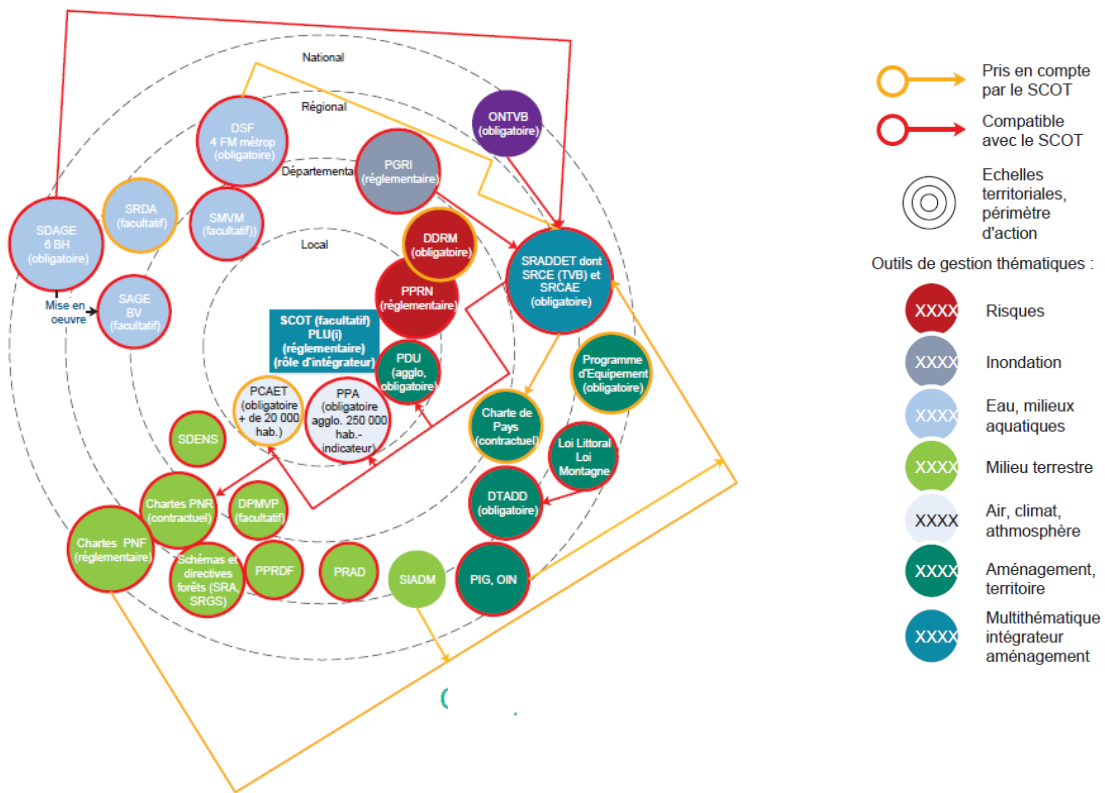 National
Régional
Départementa
Local
DSF
4 FM métrop
(obligatoire)
ONTVB
(obligatoire)
PGRI
(réglementaire)
SRDA
(facultatif)
SMVM
(facultatif))
SDAGE
6 BH
(obligatoire)
DDRM
(obligatoire)
SRADDET dont
SRCE (TVB) et
SRCAE
(obligatoire)
PPRN
(réglementaire)
Mise en
oeuvre
SAGE
BV
(facultatif)
SCOT (facultatif)
PLU(i)
(réglementaire)
(rôle d'intégrateur)
PDU
(agglo,
obligatoire)
Programme
d'Equipement
(obligatoire)
PCAET
(obligatoire
+ de 20 000
hab.)
PPA
(obligatoire
agglo. 250 000
hab.-
indicateur)
Charte de
Pays
(contractuel)
SDENS
Loi Littoral
Loi
Montagne
Chartes PNR
(contractuel)
DPMVP
(facultatif)
DTADD
(obligatoire)
Chartes PNF
(réglementaire)
Schémas et
directives
forêts (SRA,
SRGS)
PPRDF
PRAD
SIADM
PIG, OIN
Pris en compte
par le SCOT
Compatible
avec le SCOT
Echelles
territoriales,
périmètre
d'action
Outils de gestion thématiques :
XXXX
Risques
XXXX
Inondation
XXXX
Eau, milieux
aquatiques
XXXX
Milieu terrestre
XXXX
Air, climat,
athmosphère
XXXX
Aménagement,
territoire
XXXX
Multithématique
intégrateur
aménagement